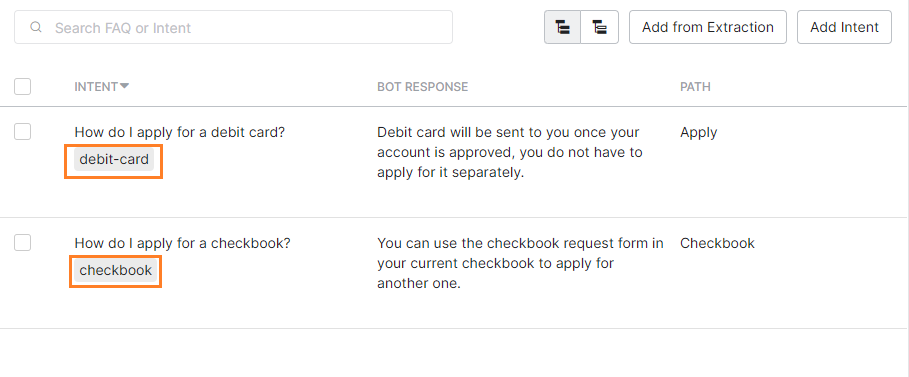 Search FAQ or Intent
Add from Extraction
Add Intent
INTENT
BOT RESPONSE
PATH
How do I apply for a debit card?
debit-card
Debit card will be sent to you once your
account is approved, you do not have to
apply for it separately.
Apply
How do I apply for a checkbook?
checkbook
You can use the checkbook request form in
your current checkbook to apply for
another one.
Checkbook